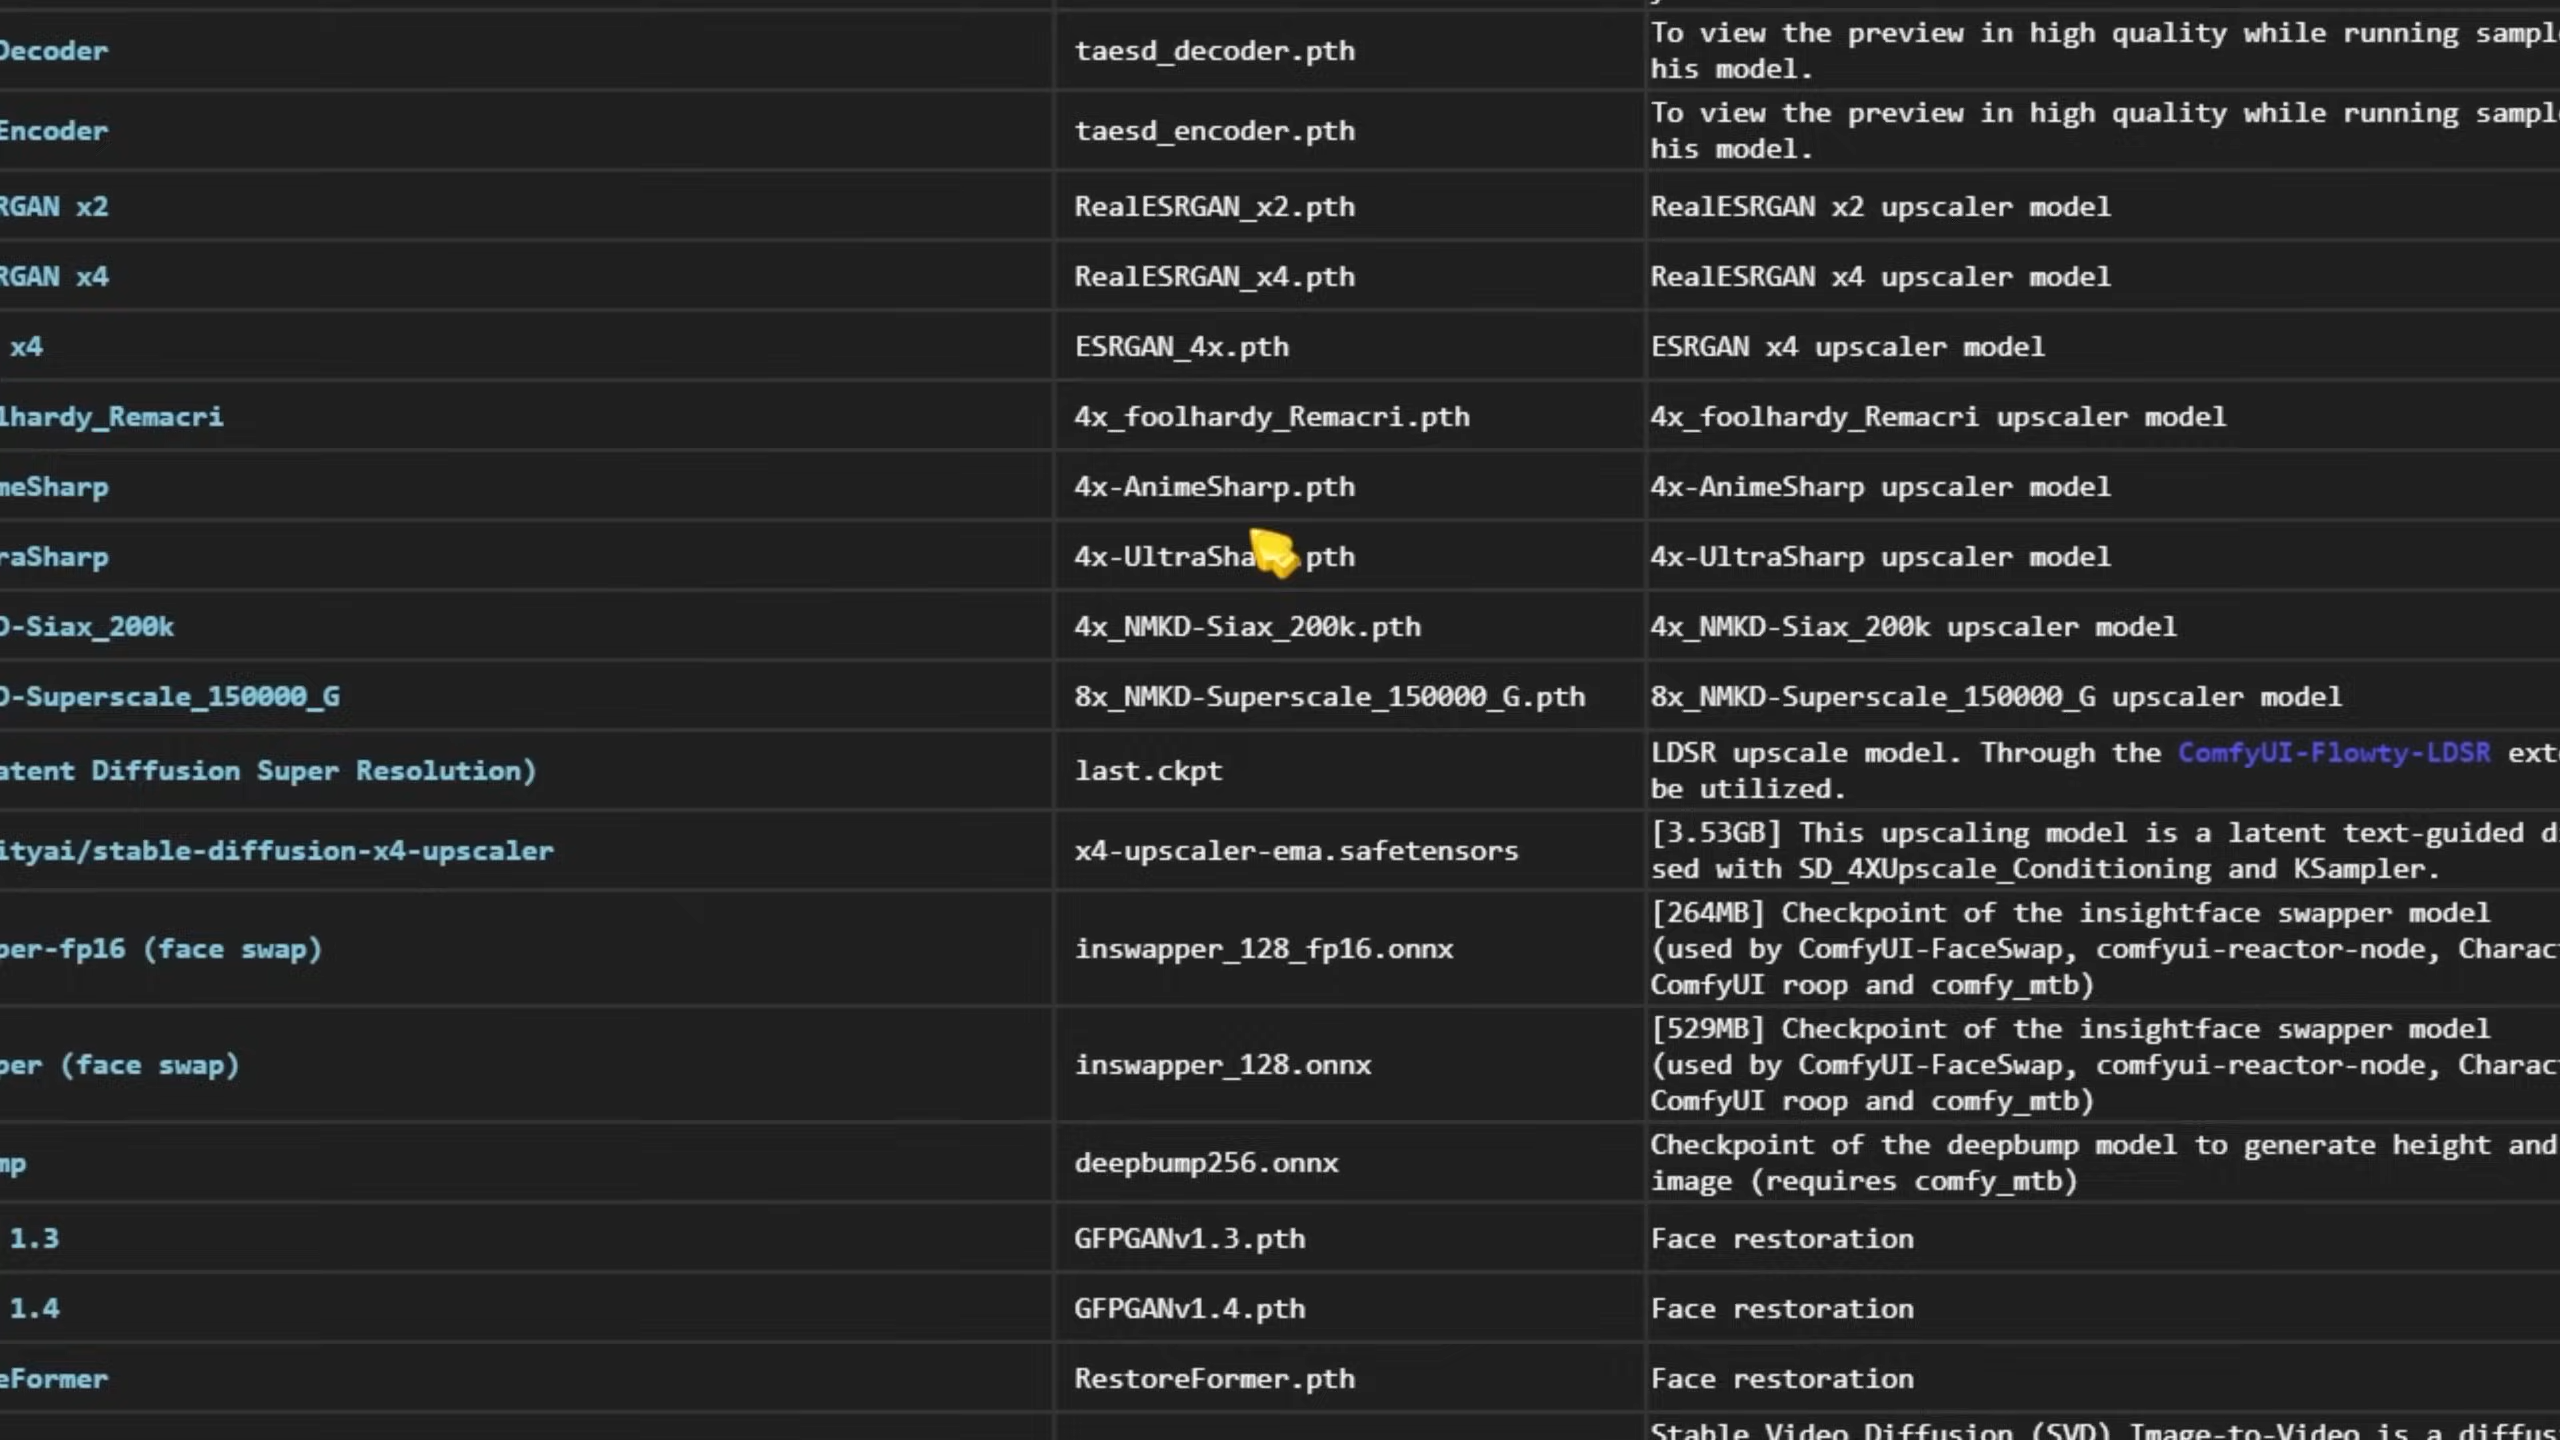 Decoder taesd_decoder.pth To view the preview in high quality while running
his model.
Encoder taesd_encoder.pth To view the preview in high quality while running
his model.
RGAN x2 RealESRGAN_x2.pth RealESRGAN x2 upscaler model
RGAN x4 RealESRGAN_x4.pth RealESRGAN x4 upscaler model
x4 ESRGAN_4x.pth ESRGAN x4 upscaler model
lhardy_Remacri 4x_foolhardy_Remacri.pth 4x_foolhardy_Remacri upscaler model
meSharp 4x-AnimeSharp.pth 4x-AnimeSharp upscaler model
raSharp 4x-UltraSha .pth 4x-UltraSharp upscaler model
D-Siax_200k 4x_NMKD-Siax_200k.pth 4x_NMKD-Siax_200k upscaler model
D-Superscale_150000_G 8x_NMKD-Superscale_150000_G.pth 8x_NMKD-Superscale_150000_G upscaler model
atent Diffusion Super Resolution) last.ckpt LDSR upscale model. Through the ComfyUI-Flowty-LDSR
be utilized.
ityai/stable-diffusion-x4-upscaler x4-upscaler-ema.safetensors [3.53GB] This upscaling model is a latent text-guided
sed with SD_4XUpscale_Conditioning and KSampler.
per-fp16 (face swap) inswapper_128_fp16.onnx [264MB] Checkpoint of the insightface swapper model
(used by ComfyUI-FaceSwap, comfyui-reactor-node,
ComfyUI roop and comfy_mtb)
per (face swap) inswapper_128.onnx [529MB] Checkpoint of the insightface swapper model
(used by ComfyUI-FaceSwap, comfyui-reactor-node,
ComfyUI roop and comfy_mtb)
mp deepbump256.onnx Checkpoint of the deepbump model to generate height and
image (requires comfy_mtb)
1.3 GFPGANv1.3.pth Face restoration
1.4 GFPGANv1.4.pth Face restoration
eFormer RestoreFormer.pth Face restoration
Stable Video Diffusion (SVD) Image-to-Video is a